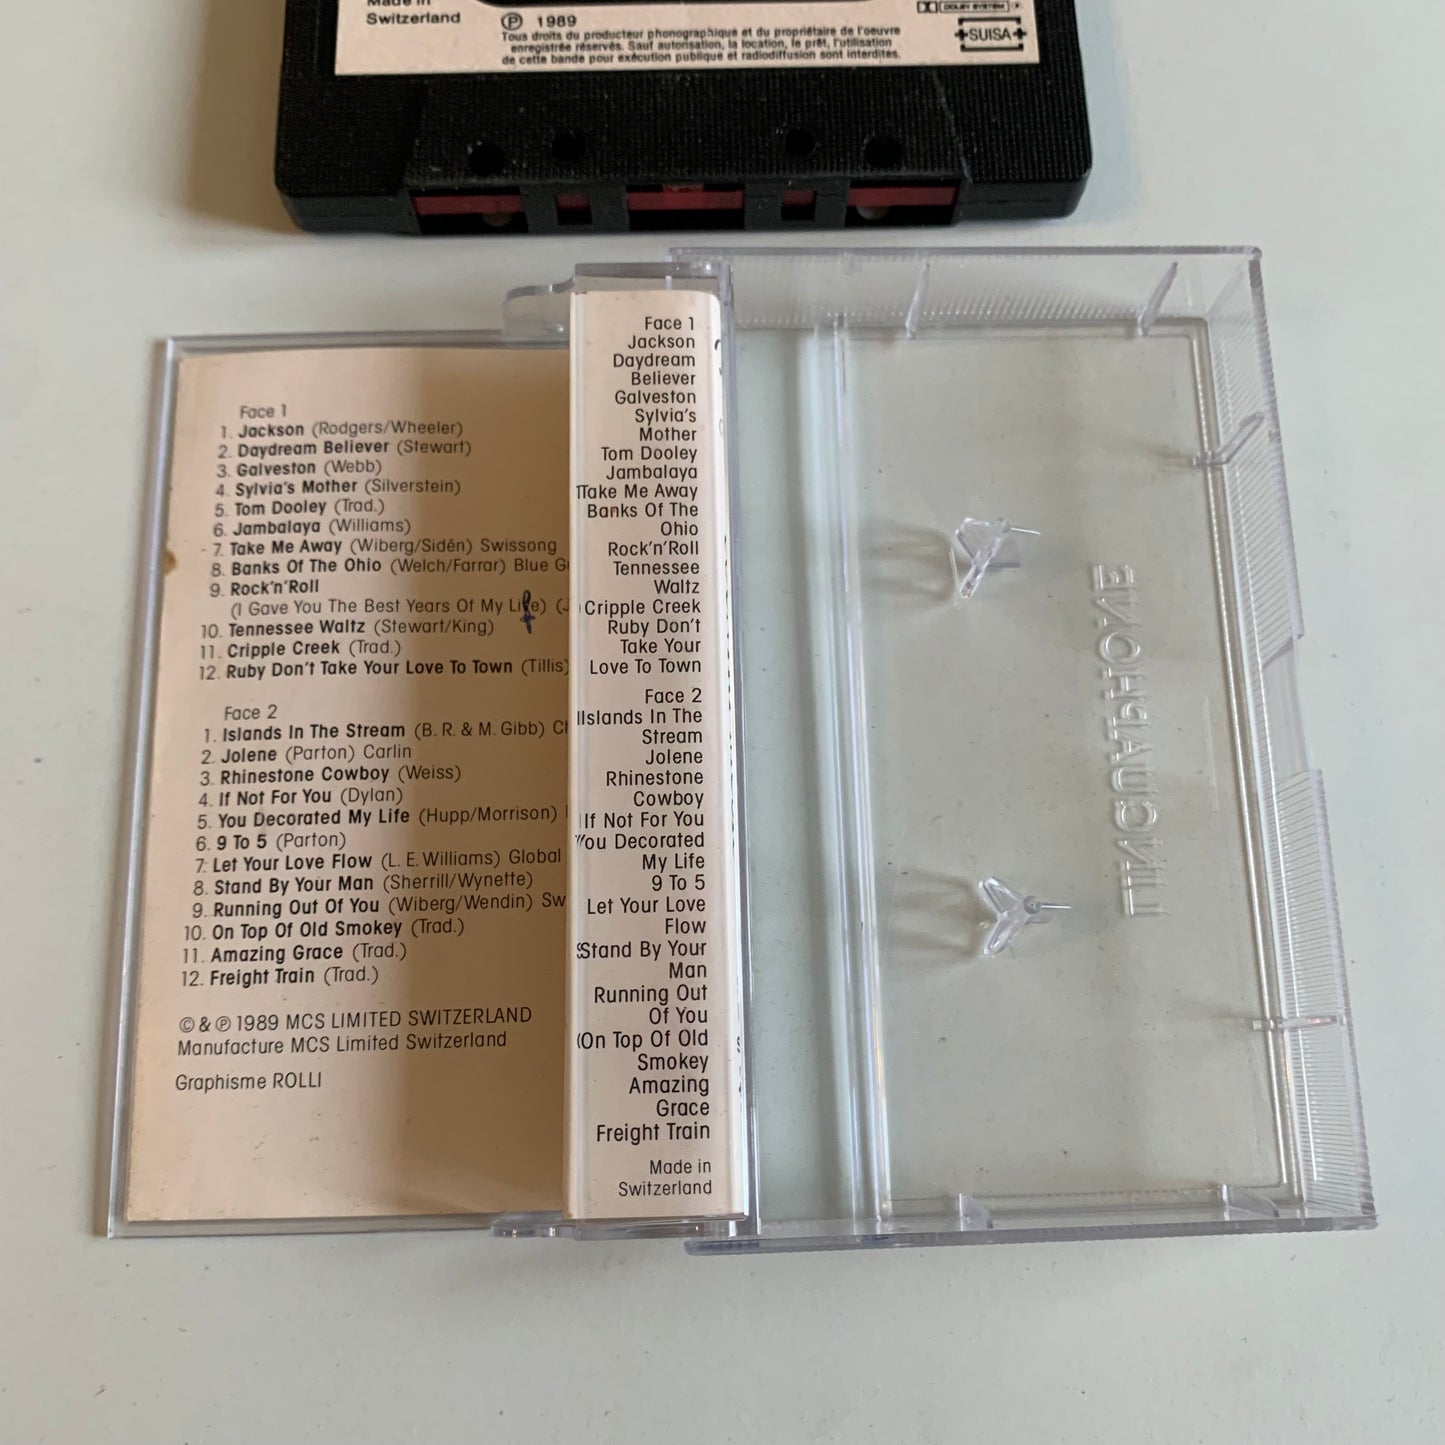 Made in
Switzerland
℗ 1989
Tous droits du producteur phonographique et du propriétaire de l'oeuvre
enregistrée réservés. Sauf autorisation, la location, le prêt, l'utilisation
de cette bande pour exécution publique et radiodiffusion sont interdites.
DOLBY SYSTEM
SUISA
Face 1
1. Jackson (Rodgers/Wheeler)
2. Daydream Believer (Stewart)
3. Galveston (Webb)
4. Sylvia's Mother (Silverstein)
5. Tom Dooley (Trad.)
6. Jambalaya (Williams)
7. Take Me Away (Wiberg/Sidén) Swissong
8. Banks Of The Ohio (Welch/Farrar) Blue
9. Rock'n'Roll
(I Gave You The Best Years Of My Life)
10. Tennessee Waltz (Stewart/King)
11. Cripple Creek (Trad.)
12. Ruby Don't Take Your Love To Town (Tillis)
Face 2
1. Islands In The Stream (B. R. & M. Gibb)
2. Jolene (Parton) Carlin
3. Rhinestone Cowboy (Weiss)
4. If Not For You (Dylan)
5. You Decorated My Life (Hupp/Morrison)
6. 9 To 5 (Parton)
7. Let Your Love Flow (L. E. Williams) Global
8. Stand By Your Man (Sherrill/Wynette)
9. Running Out Of You (Wiberg/Wendin) Sw
10. On Top Of Old Smokey (Trad.)
11. Amazing Grace (Trad.)
12. Freight Train (Trad.)
© & ℗ 1989 MCS LIMITED SWITZERLAND
Manufacture MCS Limited Switzerland
Graphisme ROLLI
Face 1
Jackson
Daydream
Believer
Galveston
Sylvia's
Mother
Tom Dooley
Jambalaya
Take Me Away
Banks Of The
Ohio
Rock'n'Roll
Tennessee
Waltz
Cripple Creek
Ruby Don't
Take Your
Love To Town
Face 2
Islands In The
Stream
Jolene
Rhinestone
Cowboy
If Not For You
You Decorated
My Life
9 To 5
Let Your Love
Flow
Stand By Your
Man
Running Out
Of You
On Top Of Old
Smokey
Amazing
Grace
Freight Train
Made in
Switzerland